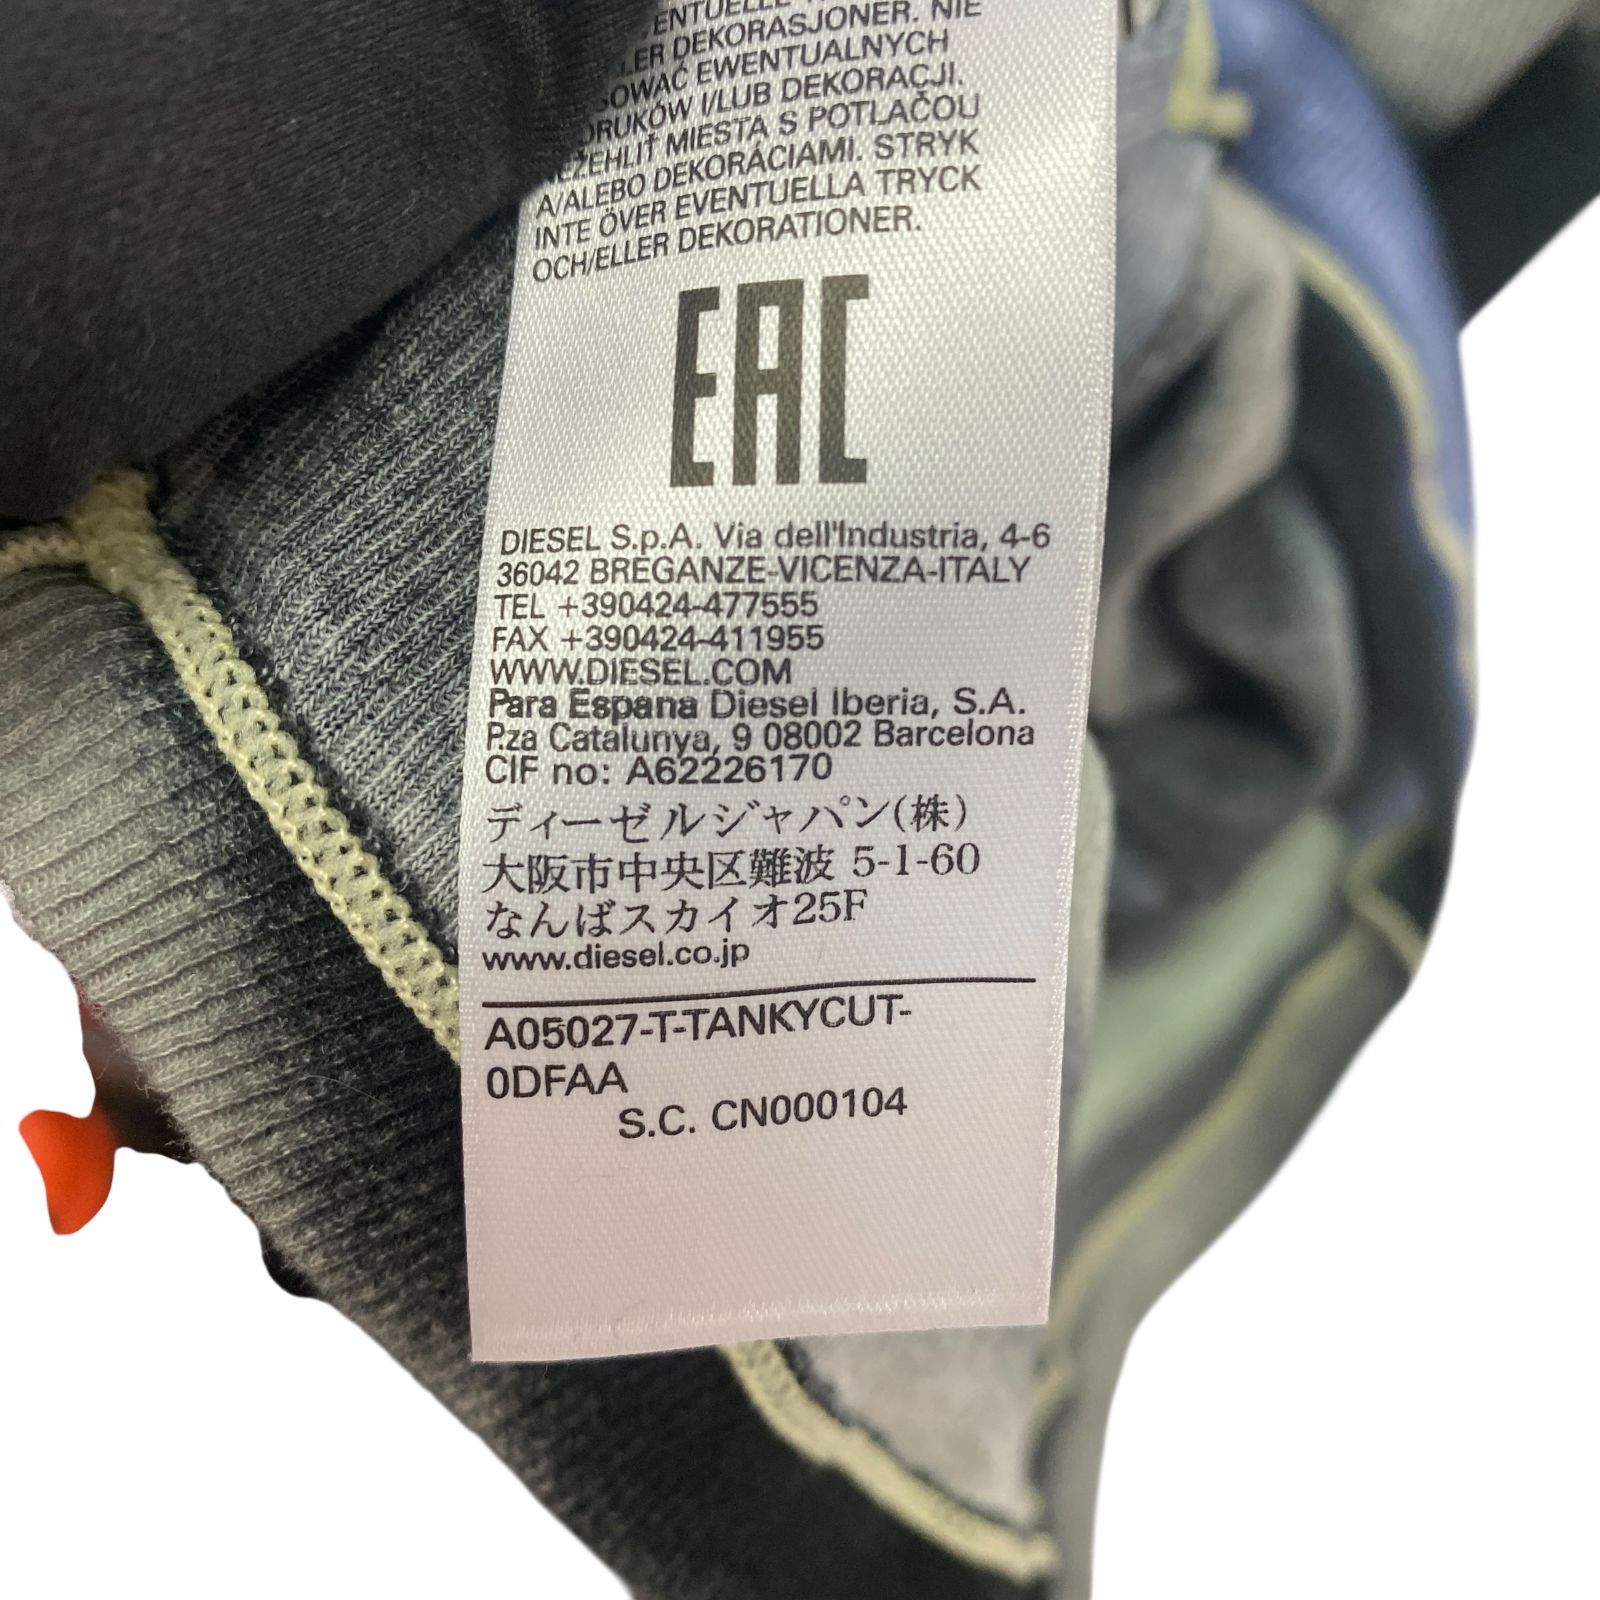 ENTUELLE
DEKORASJONER. NIE
EWENTUALNYCH
I/LUB DEKORACJI.
MIESTA S POTLAČOU
A/ALEBO DEKORÁCIAMI. STRYK
INTE ÖVER EVENTUELLA TRYCK
OCH/ELLER DEKORATIONER.
EAC
DIESEL S.p.A. Via dell'Industria, 4-6
36042 BREGANZE-VICENZA-ITALY
TEL +390424-477555
FAX +390424-411955
WWW.DIESEL.COM
Para Espana Diesel Iberia, S.A.
P.za Catalunya, 9 08002 Barcelona
CIF no: A62226170
ディーゼルジャパン(株)
大阪市中央区難波 5-1-60
なんばスカイオ25F
www.diesel.co.jp
A05027-T-TANKYCUT-
0DFAA
S.C. CN000104